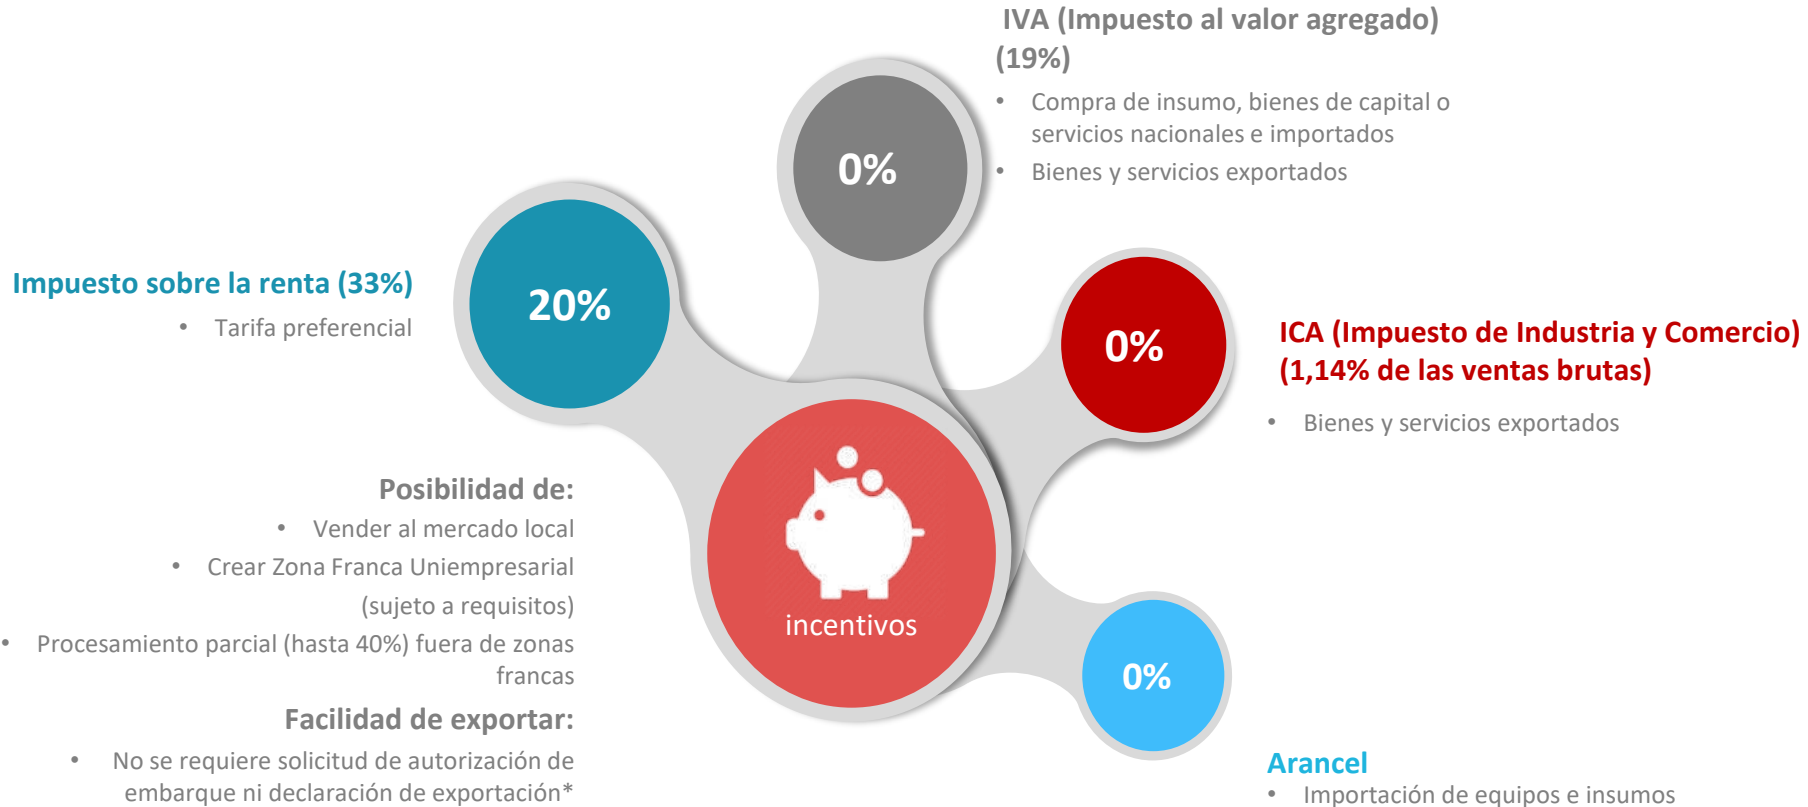 IVA (Impuesto al valor agregado)
(19%)
• Compra de insumo, bienes de capital o
servicios nacionales e importados
• Bienes y servicios exportados
0%
Impuesto sobre la renta (33%)
• Tarifa preferencial
20%
0%
ICA (Impuesto de Industria y Comercio)
(1,14% de las ventas brutas)
• Bienes y servicios exportados
Posibilidad de:
• Vender al mercado local
• Crear Zona Franca Uniempresarial
(sujeto a requisitos)
• Procesamiento parcial (hasta 40%) fuera de zonas
francas
Facilidad de exportar:
• No se requiere solicitud de autorización de
embarque ni declaración de exportación*
incentivos
0%
Arancel
• Importación de equipos e insumos